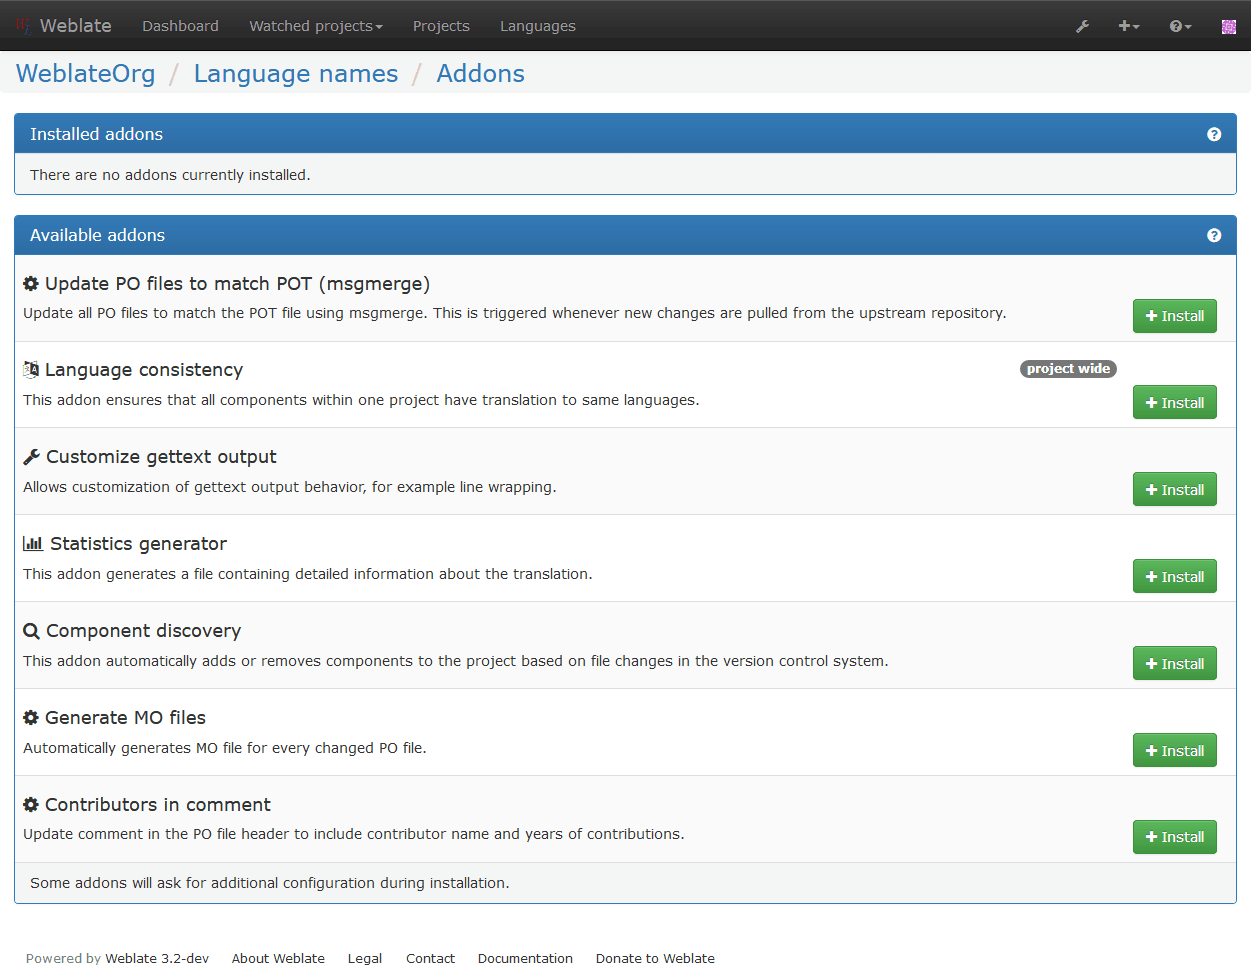 Weblate Dashboard Watched projects Projects Languages
WeblateOrg / Language names / Addons
Installed addons
There are no addons currently installed.
Available addons
Update PO files to match POT (msgmerge)
Update all PO files to match the POT file using msgmerge. This is triggered whenever new changes are pulled from the upstream repository.
Install
Language consistency
project wide
This addon ensures that all components within one project have translation to same languages.
Install
Customize gettext output
Allows customization of gettext output behavior, for example line wrapping.
Install
Statistics generator
This addon generates a file containing detailed information about the translation.
Install
Component discovery
This addon automatically adds or removes components to the project based on file changes in the version control system.
Install
Generate MO files
Automatically generates MO file for every changed PO file.
Install
Contributors in comment
Update comment in the PO file header to include contributor name and years of contributions.
Install
Some addons will ask for additional configuration during installation.
Powered by Weblate 3.2-dev About Weblate Legal Contact Documentation Donate to Weblate